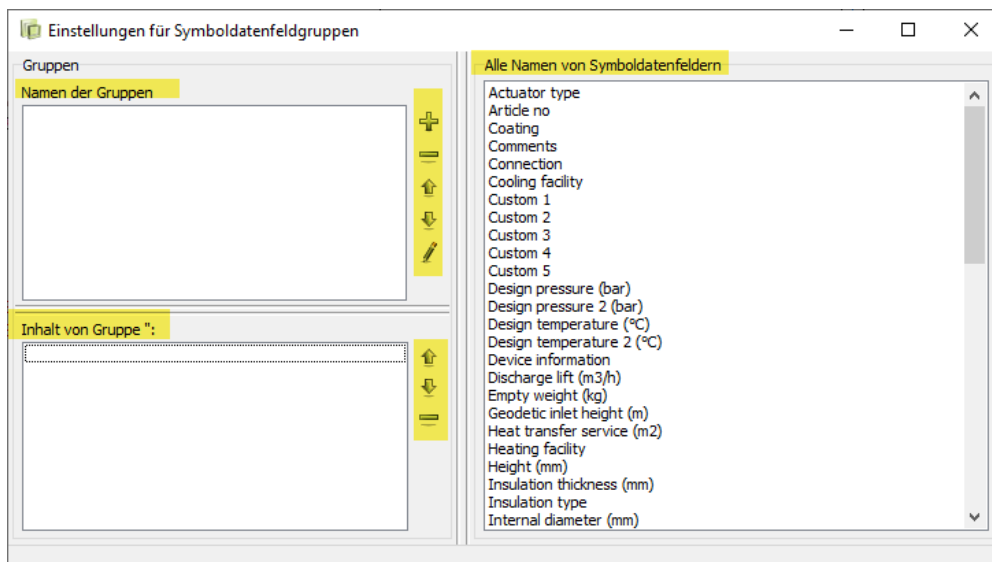 Einstellungen für Symboldatenfeldgruppen
Gruppen
Namen der Gruppen
Inhalt von Gruppe ":
Alle Namen von Symboldatenfeldern
Actuator type
Article no
Coating
Comments
Connection
Cooling facility
Custom 1
Custom 2
Custom 3
Custom 4
Custom 5
Design pressure (bar)
Design pressure 2 (bar)
Design temperature (°C)
Design temperature 2 (°C)
Device information
Discharge lift (m3/h)
Empty weight (kg)
Geodetic inlet height (m)
Heat transfer service (m2)
Heating facility
Height (mm)
Insulation thickness (mm)
Insulation type
Internal diameter (mm)